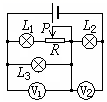 L₁ P L₂
R
L₃
V₁ V₂